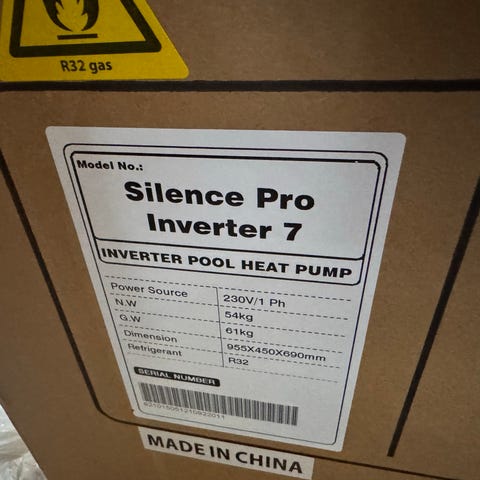 R32 gas
Model No.:
Silence Pro
Inverter 7
INVERTER POOL HEAT PUMP
Power Source 230V/1 Ph
N.W 54kg
G.W 61kg
Dimension 955X450X690mm
Refrigerant R32
SERIAL NUMBER
MADE IN CHINA